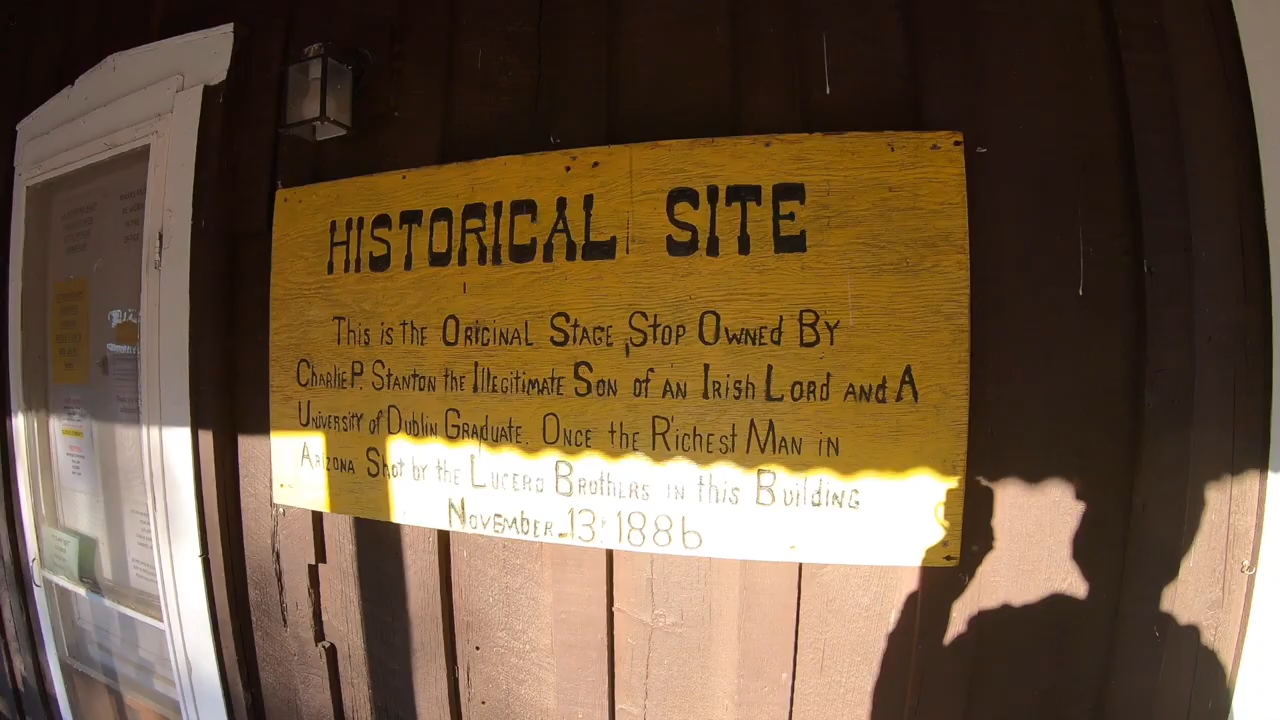 HISTORICAL SITE
This is the Original Stage Stop Owned By
Charlie P. Stanton the Illegitimate Son of an Irish Lord and A
University of Dublin Graduate. Once the Richest Man in
Arizona Shot by the Lucero Brothers in this Building
November 13, 1886